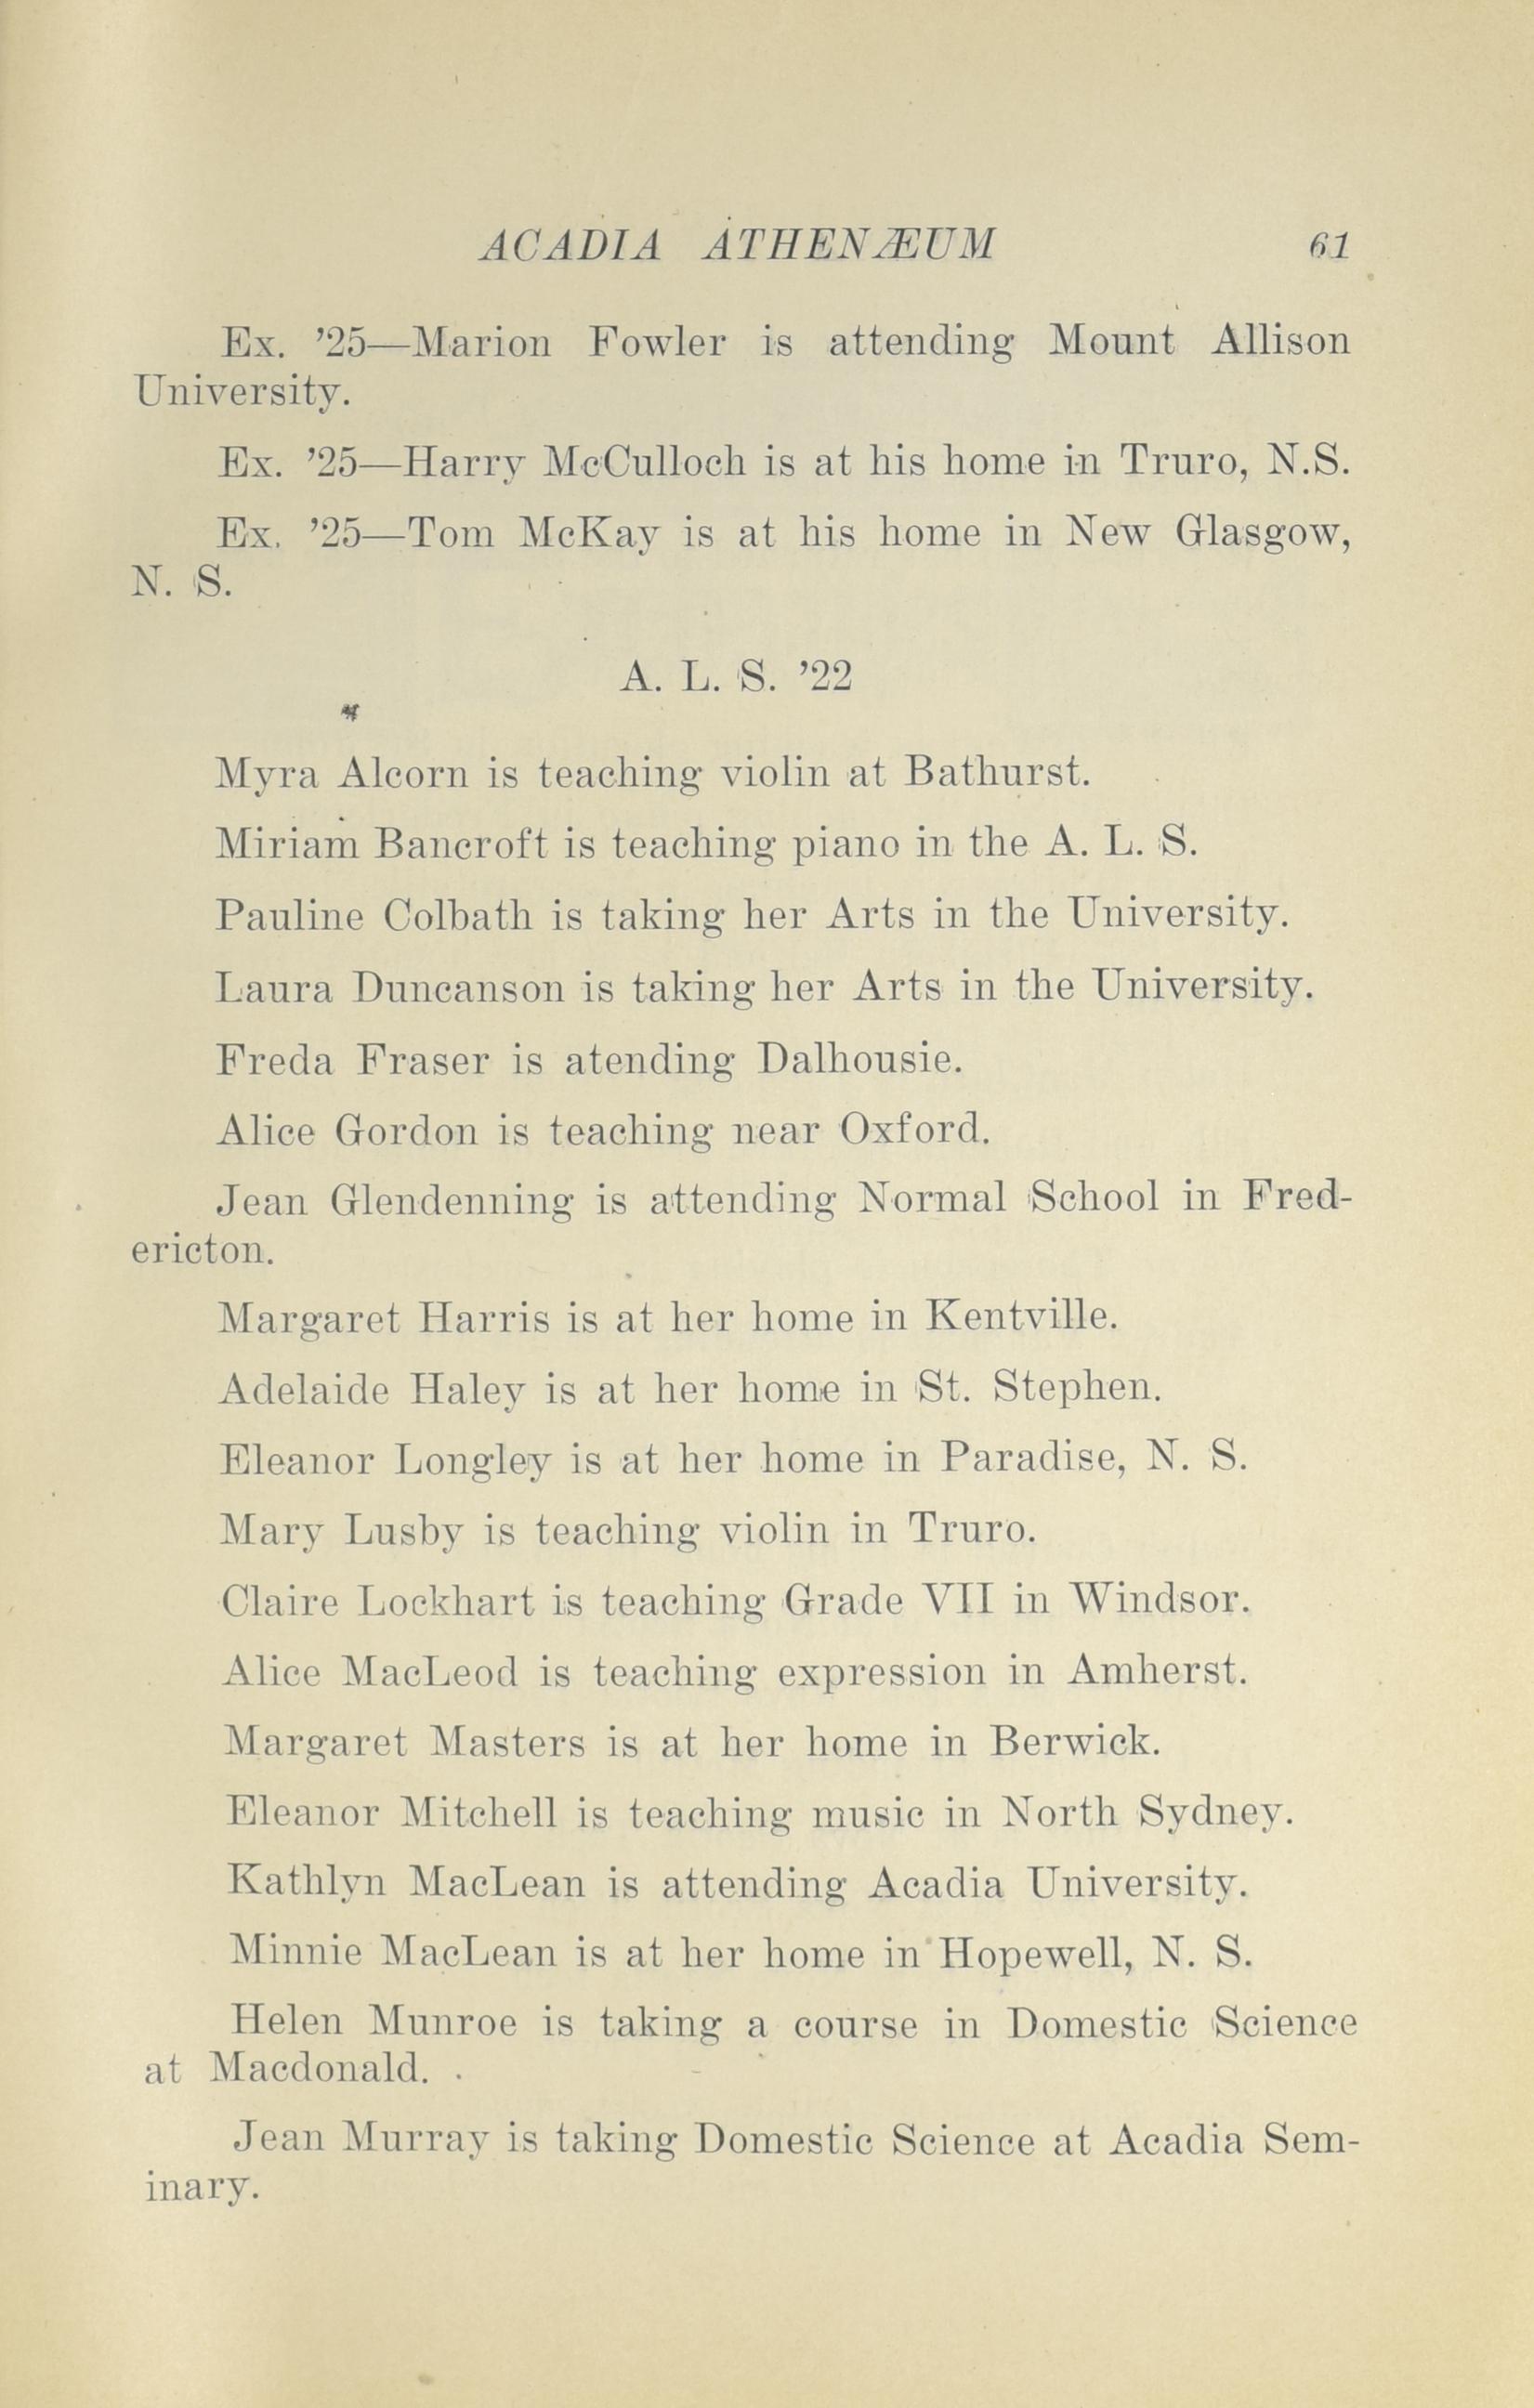 ACADIA ATHENÆUM 61
Ex. ’25—Marion Fowler is attending Mount Allison
University.
Ex. ’25—Harry McCulloch is at his home in Truro, N.S.
Ex. ’25—Tom McKay is at his home in New Glasgow,
N. S.
A. L. S. ’22
Myra Alcorn is teaching violin at Bathurst.
Miriam Bancroft is teaching piano in the A. L. S.
Pauline Colbath is taking her Arts in the University.
Laura Duncanson is taking her Arts in the University.
Freda Fraser is atending Dalhousie.
Alice Gordon is teaching near Oxford.
Jean Glendenning is attending Normal School in Fred-
ericton.
Margaret Harris is at her home in Kentville.
Adelaide Haley is at her home in St. Stephen.
Eleanor Longley is at her home in Paradise, N. S.
Mary Lusby is teaching violin in Truro.
Claire Lockhart is teaching Grade VII in Windsor.
Alice MacLeod is teaching expression in Amherst.
Margaret Masters is at her home in Berwick.
Eleanor Mitchell is teaching music in North Sydney.
Kathlyn MacLean is attending Acadia University.
Minnie MacLean is at her home in Hopewell, N. S.
Helen Munroe is taking a course in Domestic Science
at Macdonald.
Jean Murray is taking Domestic Science at Acadia Sem-
inary.